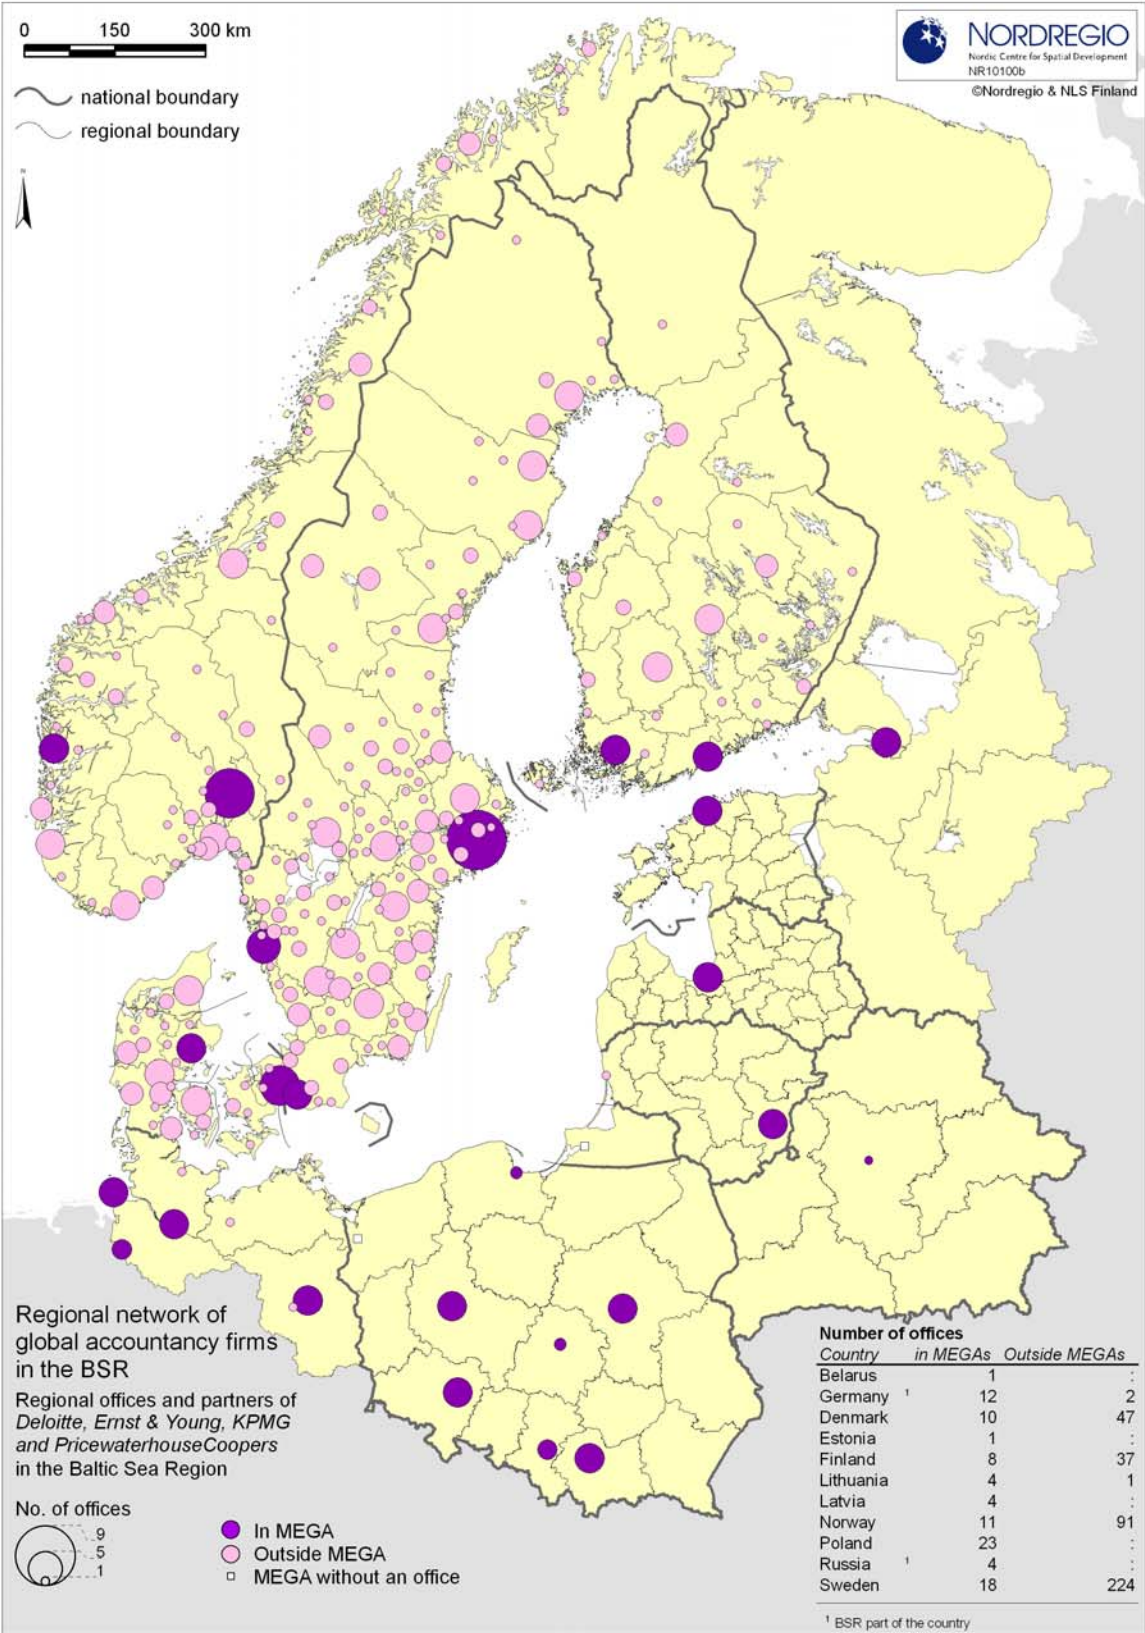 0 150 300 km
national boundary
regional boundary
N
NORDREGIO
Nordic Centre for Spatial Development
NR10100b
©Nordregio & NLS Finland
Regional network of
global accountancy firms
in the BSR
Regional offices and partners of
Deloitte, Ernst & Young, KPMG
and PricewaterhouseCoopers
in the Baltic Sea Region
No. of offices
9
5
1
In MEGA
Outside MEGA
MEGA without an office
Number of offices
Country in MEGAs Outside MEGAs
Belarus 1 :
Germany ¹ 12 2
Denmark 10 47
Estonia 1 :
Finland 8 37
Lithuania 4 1
Latvia 4 :
Norway 11 91
Poland 23 :
Russia ¹ 4 :
Sweden 18 224
¹ BSR part of the country